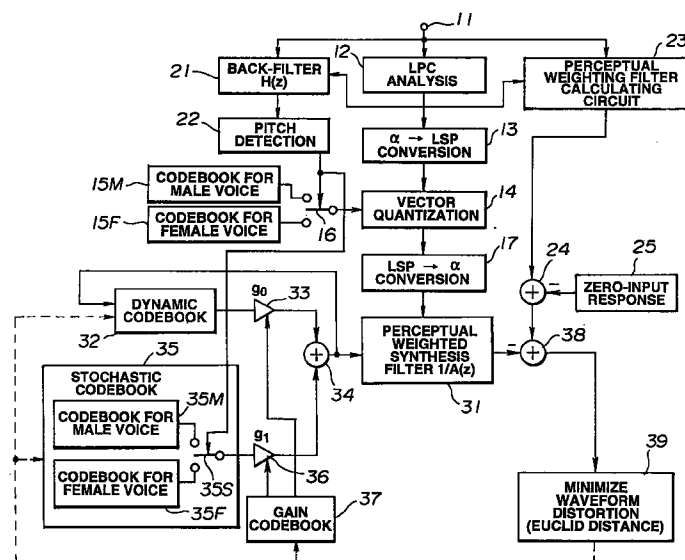 11
12
21
23
BACK-FILTER
H(z)
LPC
ANALYSIS
PERCEPTUAL
WEIGHTING FILTER
CALCULATING
CIRCUIT
22
PITCH
DETECTION
13
α → LSP
CONVERSION
15M
CODEBOOK FOR
MALE VOICE
15F
CODEBOOK FOR
FEMALE VOICE
16
14
VECTOR
QUANTIZATION
17
LSP → α
CONVERSION
24
25
ZERO-INPUT
RESPONSE
DYNAMIC
CODEBOOK
32
g0
33
34
PERCEPTUAL
WEIGHTED
SYNTHESIS
FILTER 1/A(z)
31
38
35
STOCHASTIC
CODEBOOK
35M
CODEBOOK FOR
MALE VOICE
35S
CODEBOOK FOR
FEMALE VOICE
35F
g1
36
GAIN
CODEBOOK
37
39
MINIMIZE
WAVEFORM
DISTORTION
(EUCLID DISTANCE)